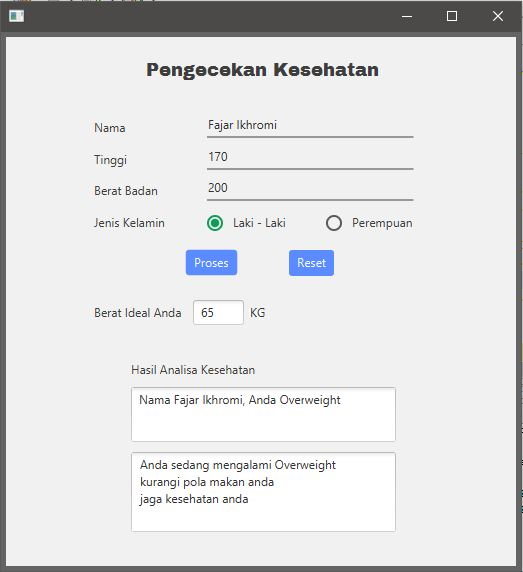 Pengecekan Kesehatan
Nama Fajar Ikhromi
Tinggi 170
Berat Badan 200
Jenis Kelamin Laki - Laki Perempuan
Proses Reset
Berat Ideal Anda 65 KG
Hasil Analisa Kesehatan
Nama Fajar Ikhromi, Anda Overweight
Anda sedang mengalami Overweight
kurangi pola makan anda
jaga kesehatan anda